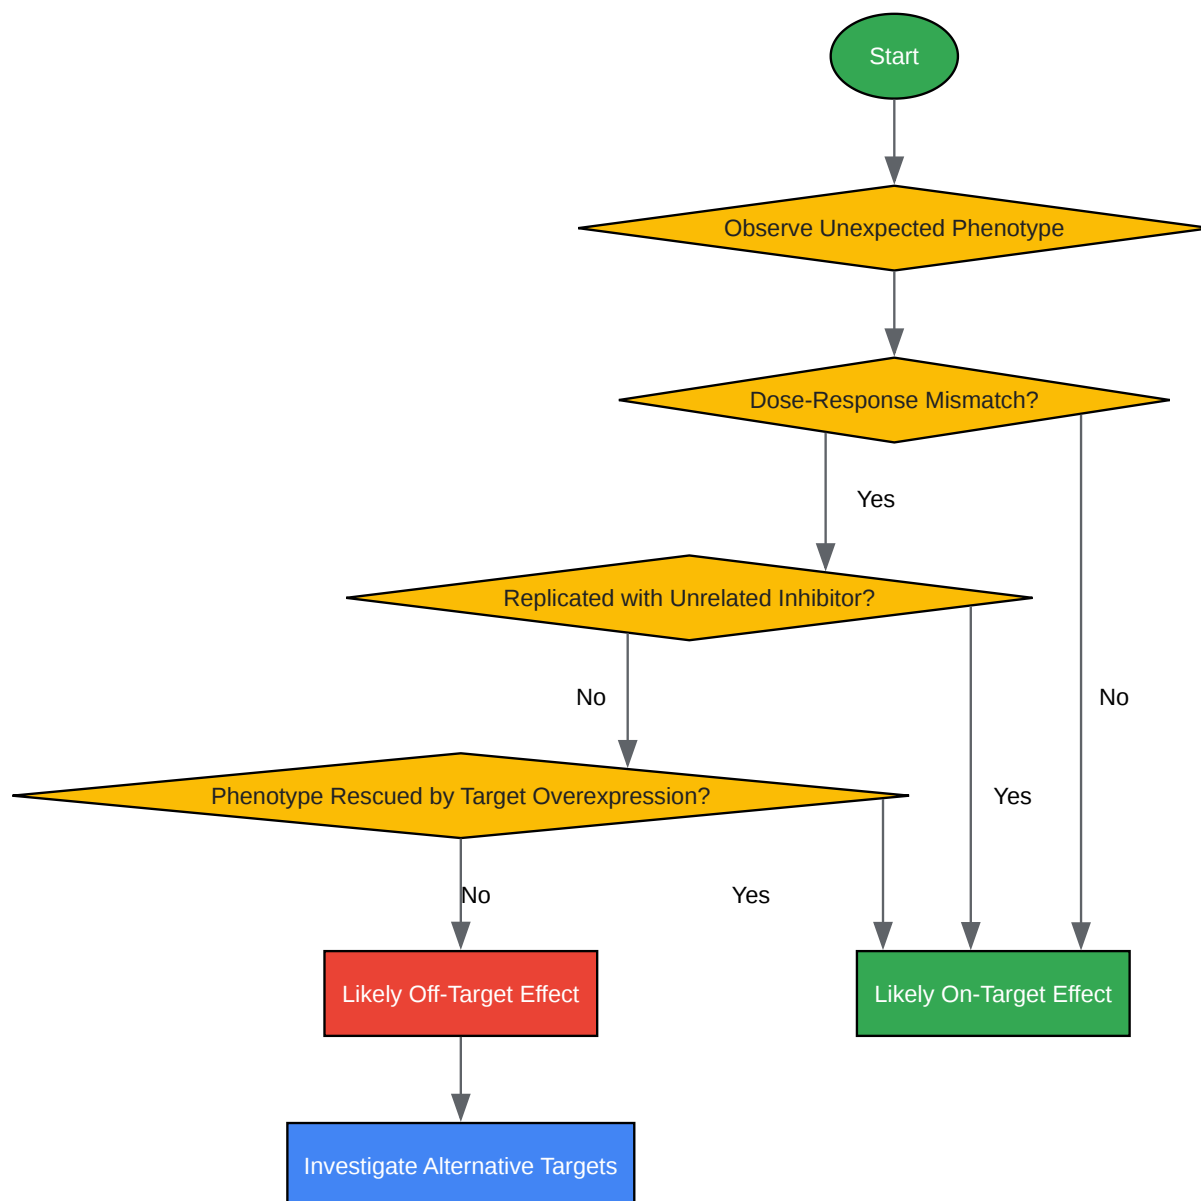 Start
Observe Unexpected Phenotype
Dose-Response Mismatch?
Yes
Replicated with Unrelated Inhibitor?
No
No
Phenotype Rescued by Target Overexpression?
Yes
No
Yes
Likely Off-Target Effect
Likely On-Target Effect
Investigate Alternative Targets